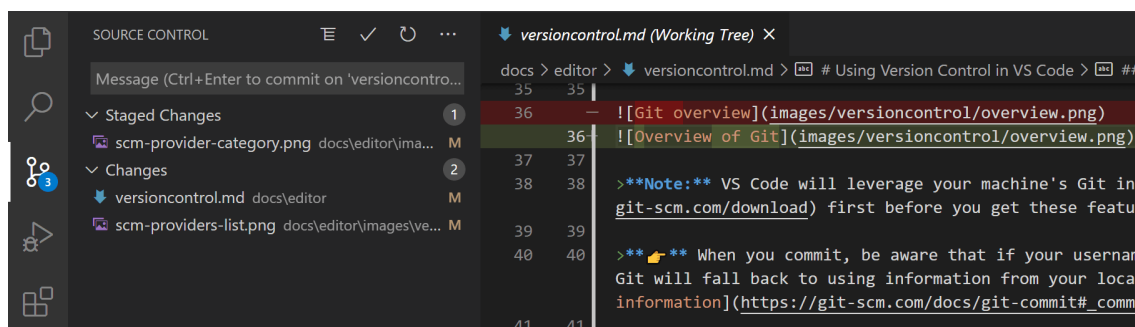 SOURCE CONTROL
Message (Ctrl+Enter to commit on 'versioncontro...
Staged Changes 1
scm-provider-category.png docs\editor\ima... M
Changes 2
versioncontrol.md docs\editor M
scm-providers-list.png docs\editor\images\ve... M
3
versioncontrol.md (Working Tree)
docs > editor > versioncontrol.md > # Using Version Control in VS Code > ##
35 35
36 − ![Git overview](images/versioncontrol/overview.png)
36+ ![Overview of Git](images/versioncontrol/overview.png)
37 37
38 38 >**Note:** VS Code will leverage your machine's Git in
git-scm.com/download) first before you get these featu
39 39
40 40 >**👉** When you commit, be aware that if your usernam
Git will fall back to using information from your loca
information](https://git-scm.com/docs/git-commit#_comm
41 41